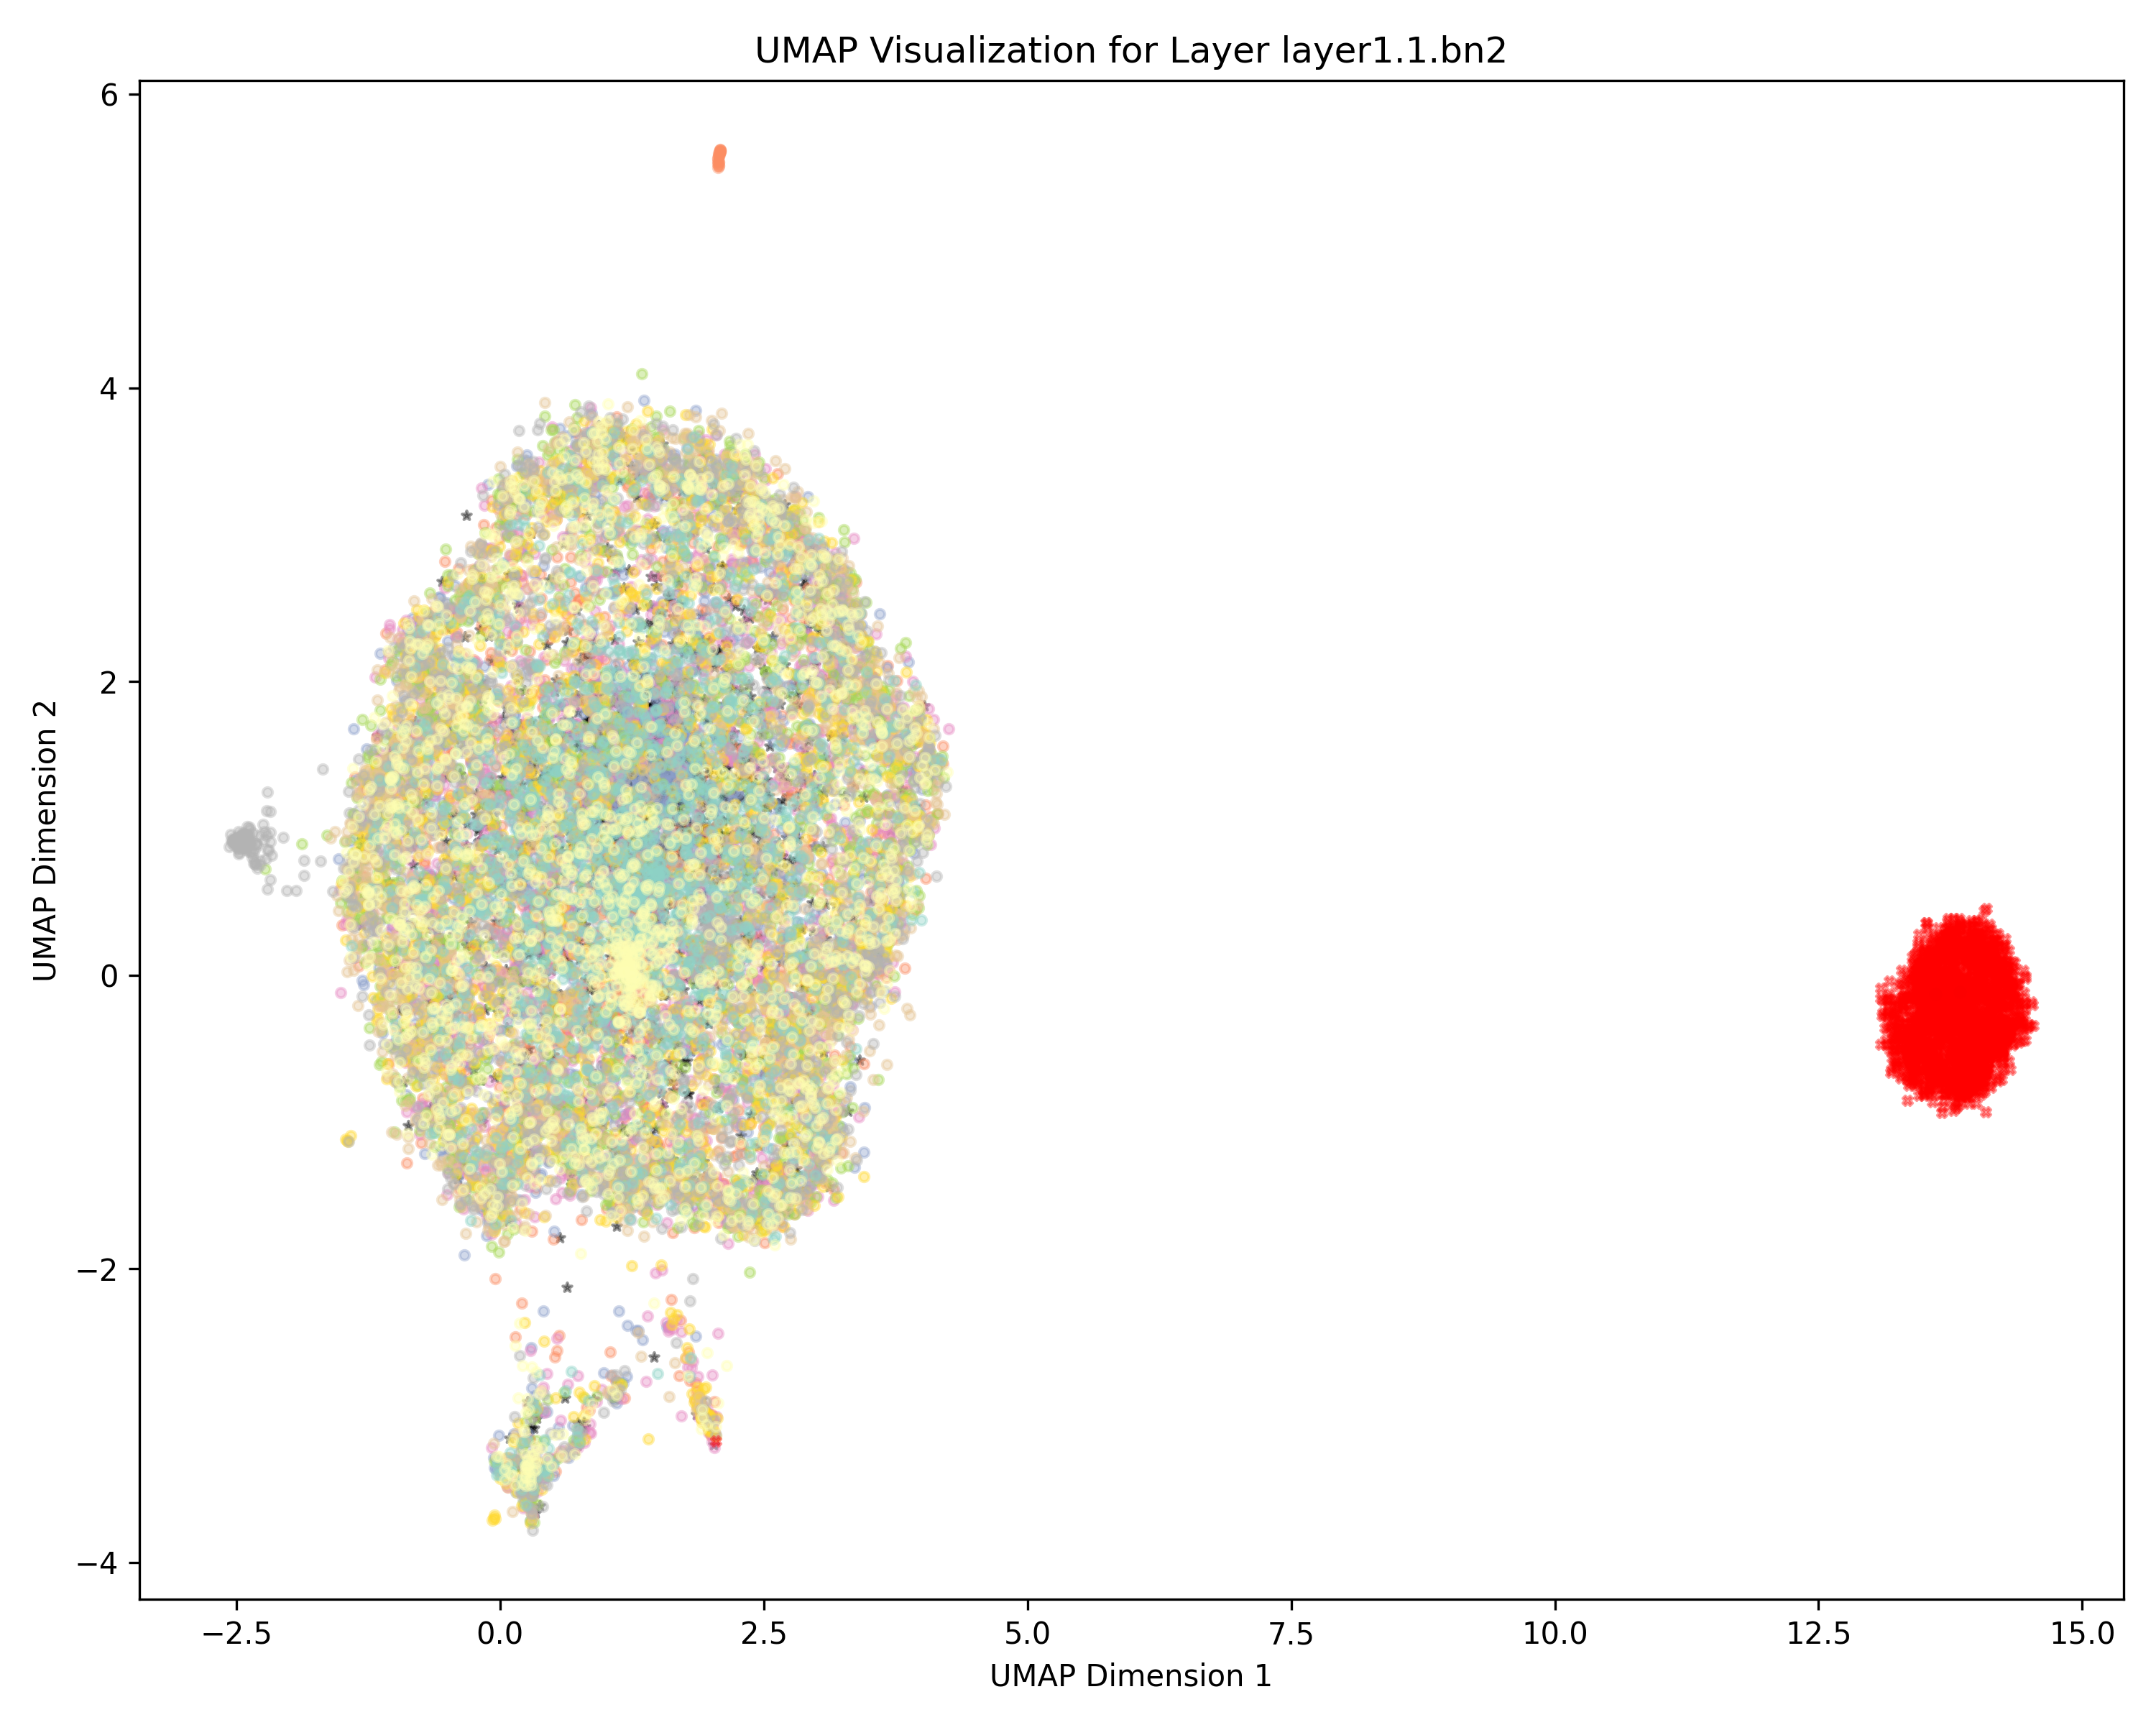 UMAP Visualization for Layer layer1.1.bn2
6
4
2
0
−2
−4
UMAP Dimension 2
−2.5 0.0 2.5 5.0 7.5 10.0 12.5 15.0
UMAP Dimension 1